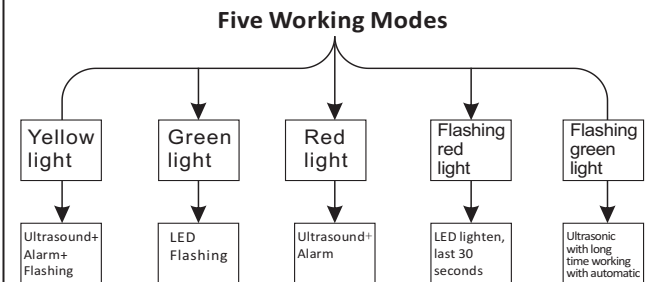 Five Working Modes
Yellow
light
Green
light
Red
light
Flashing
red
light
Flashing
green
light
Ultrasound+
Alarm+
Flashing
LED
Flashing
Ultrasound+
Alarm
LED lighten,
last 30
seconds
Ultrasonic
with long
time working
with automatic